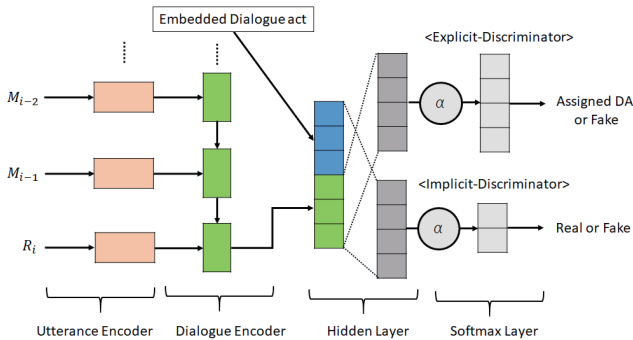 Embedded Dialogue act
<Explicit-Discriminator>
M_{i-2}
α
Assigned DA
or Fake
M_{i-1}
<Implicit-Discriminator>
R_i
α
Real or Fake
Utterance Encoder
Dialogue Encoder
Hidden Layer
Softmax Layer